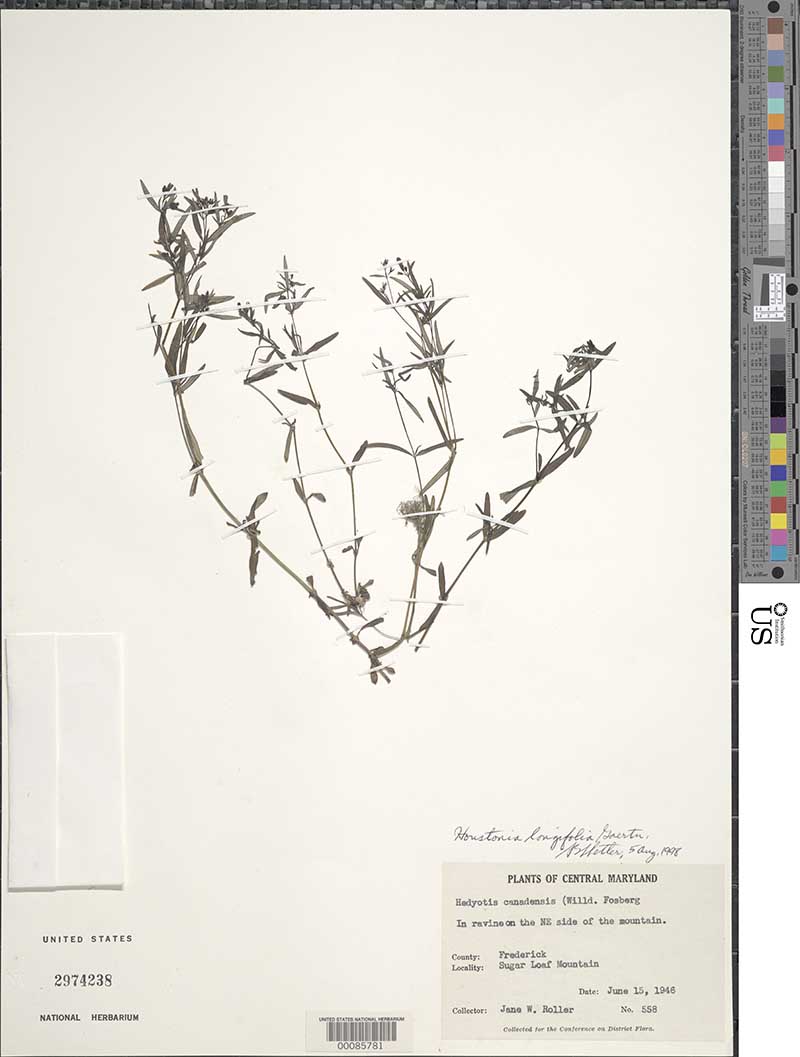 Houstonia longifolia Gaertn.
5 Aug, 1998
PLANTS OF CENTRAL MARYLAND
Hedyotis canadensis (Willd. Fosberg
In ravine on the NE side of the mountain.
County: Frederick
Locality: Sugar Loaf Mountain
Date: June 15, 1946
Collector: Jane W. Roller No. 558
Collected for the Conference on District Flora.
UNITED STATES
2974238
NATIONAL HERBARIUM
UNITED STATES NATIONAL HERBARIUM
00085781
Golden Thread
Smithsonian
Institution
US